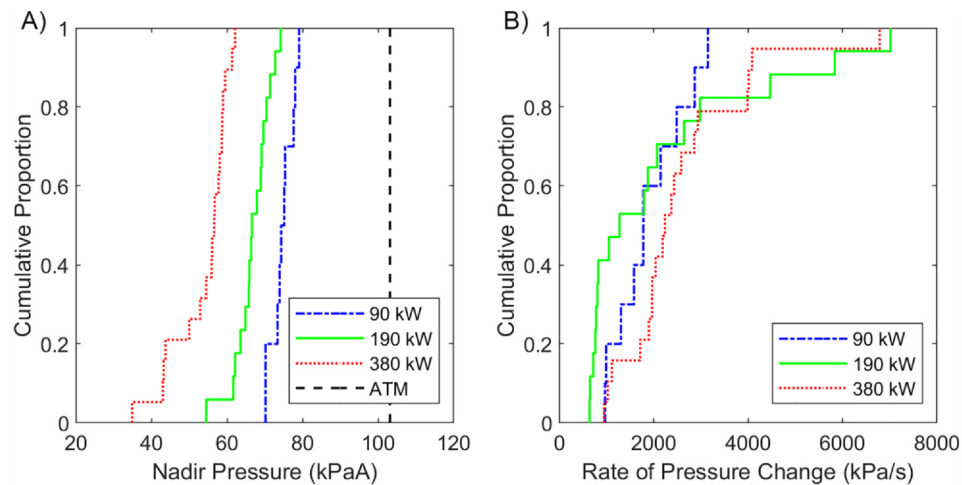 A)
1
0.8
0.6
0.4
0.2
0
Cumulative Proportion
90 kW
190 kW
380 kW
ATM
20 40 60 80 100 120
Nadir Pressure (kPaA)
B)
1
0.8
0.6
0.4
0.2
0
Cumulative Proportion
90 kW
190 kW
380 kW
0 2000 4000 6000 8000
Rate of Pressure Change (kPa/s)